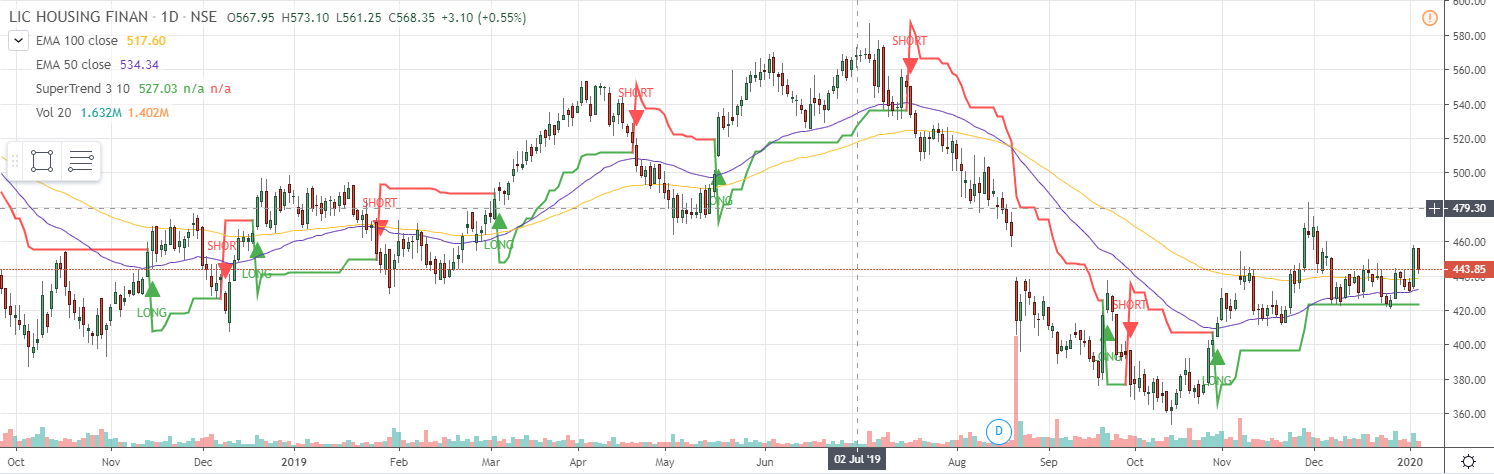 LIC HOUSING FINAN · 1D · NSE O567.95 H573.10 L561.25 C568.35 +3.10 (+0.55%)
EMA 100 close 517.60
EMA 50 close 534.34
SuperTrend 3 10 527.03 n/a n/a
Vol 20 1.632M 1.402M
SHORT
SHORT
SHORT
SHORT
SHORT
LONG
LONG
LONG
LONG
LONG
LONG
D
600.00
580.00
560.00
540.00
520.00
500.00
479.30
460.00
443.85
440.00
420.00
400.00
380.00
360.00
Oct Nov Dec 2019 Feb Mar Apr May Jun 02 Jul '19 Aug Sep Oct Nov Dec 2020